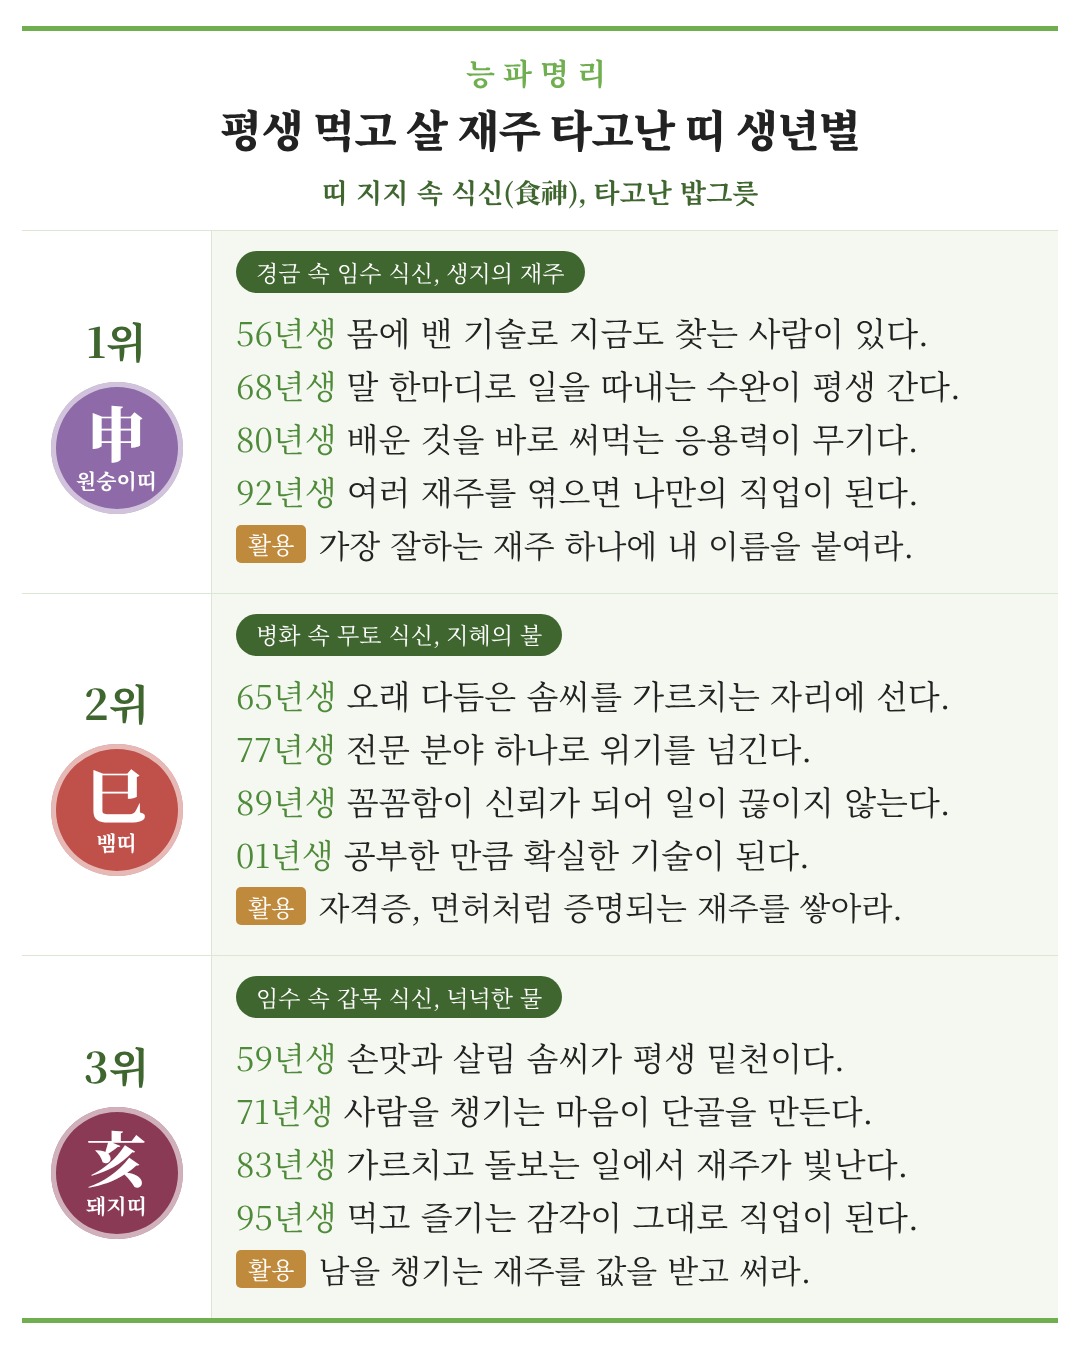 능파명리
평생 먹고 살 재주 타고난 띠 생년별
띠 지지 속 식신(食神), 타고난 밥그릇
1위
申
원숭이띠
경금 속 임수 식신, 생지의 재주
56년생 몸에 밴 기술로 지금도 찾는 사람이 있다.
68년생 말 한마디로 일을 따내는 수완이 평생 간다.
80년생 배운 것을 바로 써먹는 응용력이 무기다.
92년생 여러 재주를 엮으면 나만의 직업이 된다.
활용 가장 잘하는 재주 하나에 내 이름을 붙여라.
2위
巳
뱀띠
병화 속 무토 식신, 지혜의 불
65년생 오래 다듬은 솜씨를 가르치는 자리에 선다.
77년생 전문 분야 하나로 위기를 넘긴다.
89년생 꼼꼼함이 신뢰가 되어 일이 끊이지 않는다.
01년생 공부한 만큼 확실한 기술이 된다.
활용 자격증, 면허처럼 증명되는 재주를 쌓아라.
3위
亥
돼지띠
임수 속 갑목 식신, 넉넉한 물
59년생 손맛과 살림 솜씨가 평생 밑천이다.
71년생 사람을 챙기는 마음이 단골을 만든다.
83년생 가르치고 돌보는 일에서 재주가 빛난다.
95년생 먹고 즐기는 감각이 그대로 직업이 된다.
활용 남을 챙기는 재주를 값을 받고 써라.